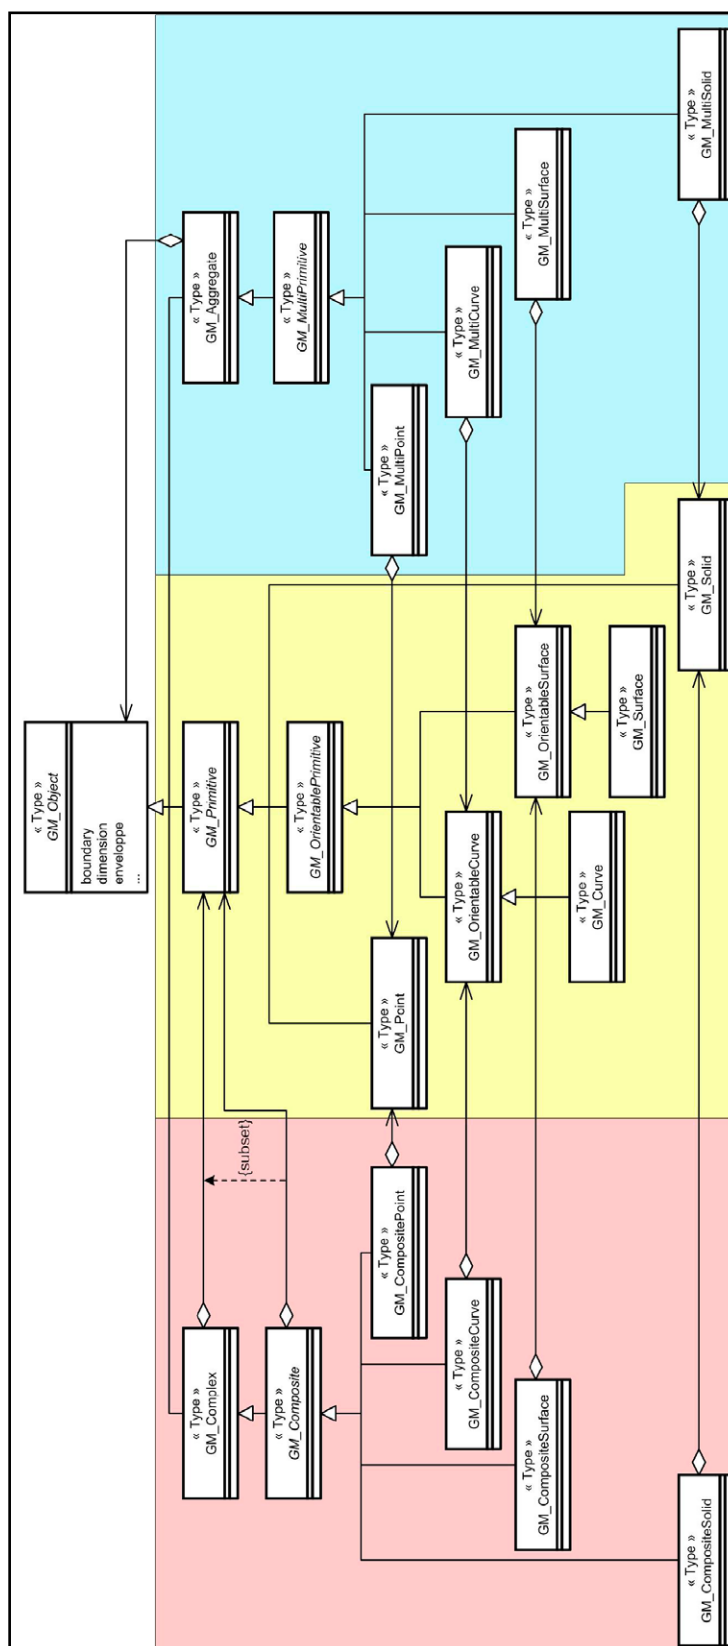 « Type »
GM_Object
boundary
dimension
enveloppe
...
« Type »
GM_Complex
« Type »
GM_Primitive
« Type »
GM_Aggregate
{subset}
« Type »
GM_Composite
« Type »
GM_OrientablePrimitive
« Type »
GM_MultiPrimitive
« Type »
GM_CompositePoint
« Type »
GM_Point
« Type »
GM_MultiPoint
« Type »
GM_CompositeCurve
« Type »
GM_OrientableCurve
« Type »
GM_MultiCurve
« Type »
GM_CompositeSurface
« Type »
GM_OrientableSurface
« Type »
GM_MultiSurface
« Type »
GM_Curve
« Type »
GM_Surface
« Type »
GM_CompositeSolid
« Type »
GM_Solid
« Type »
GM_MultiSolid